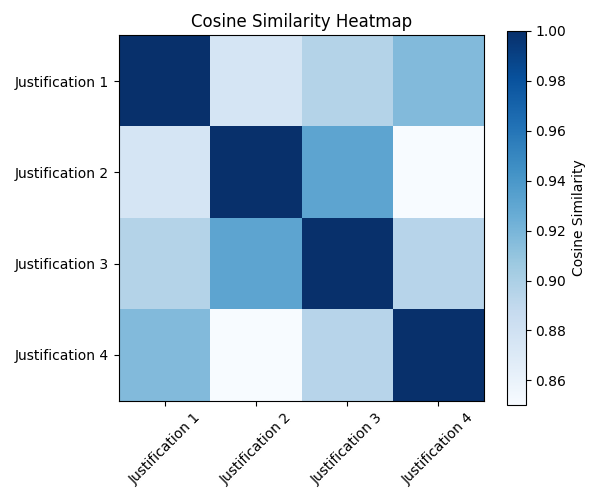 Cosine Similarity Heatmap
Justification 1
Justification 2
Justification 3
Justification 4
Justification 1
Justification 2
Justification 3
Justification 4
1.00
0.98
0.96
0.94
0.92
0.90
0.88
0.86
Cosine Similarity